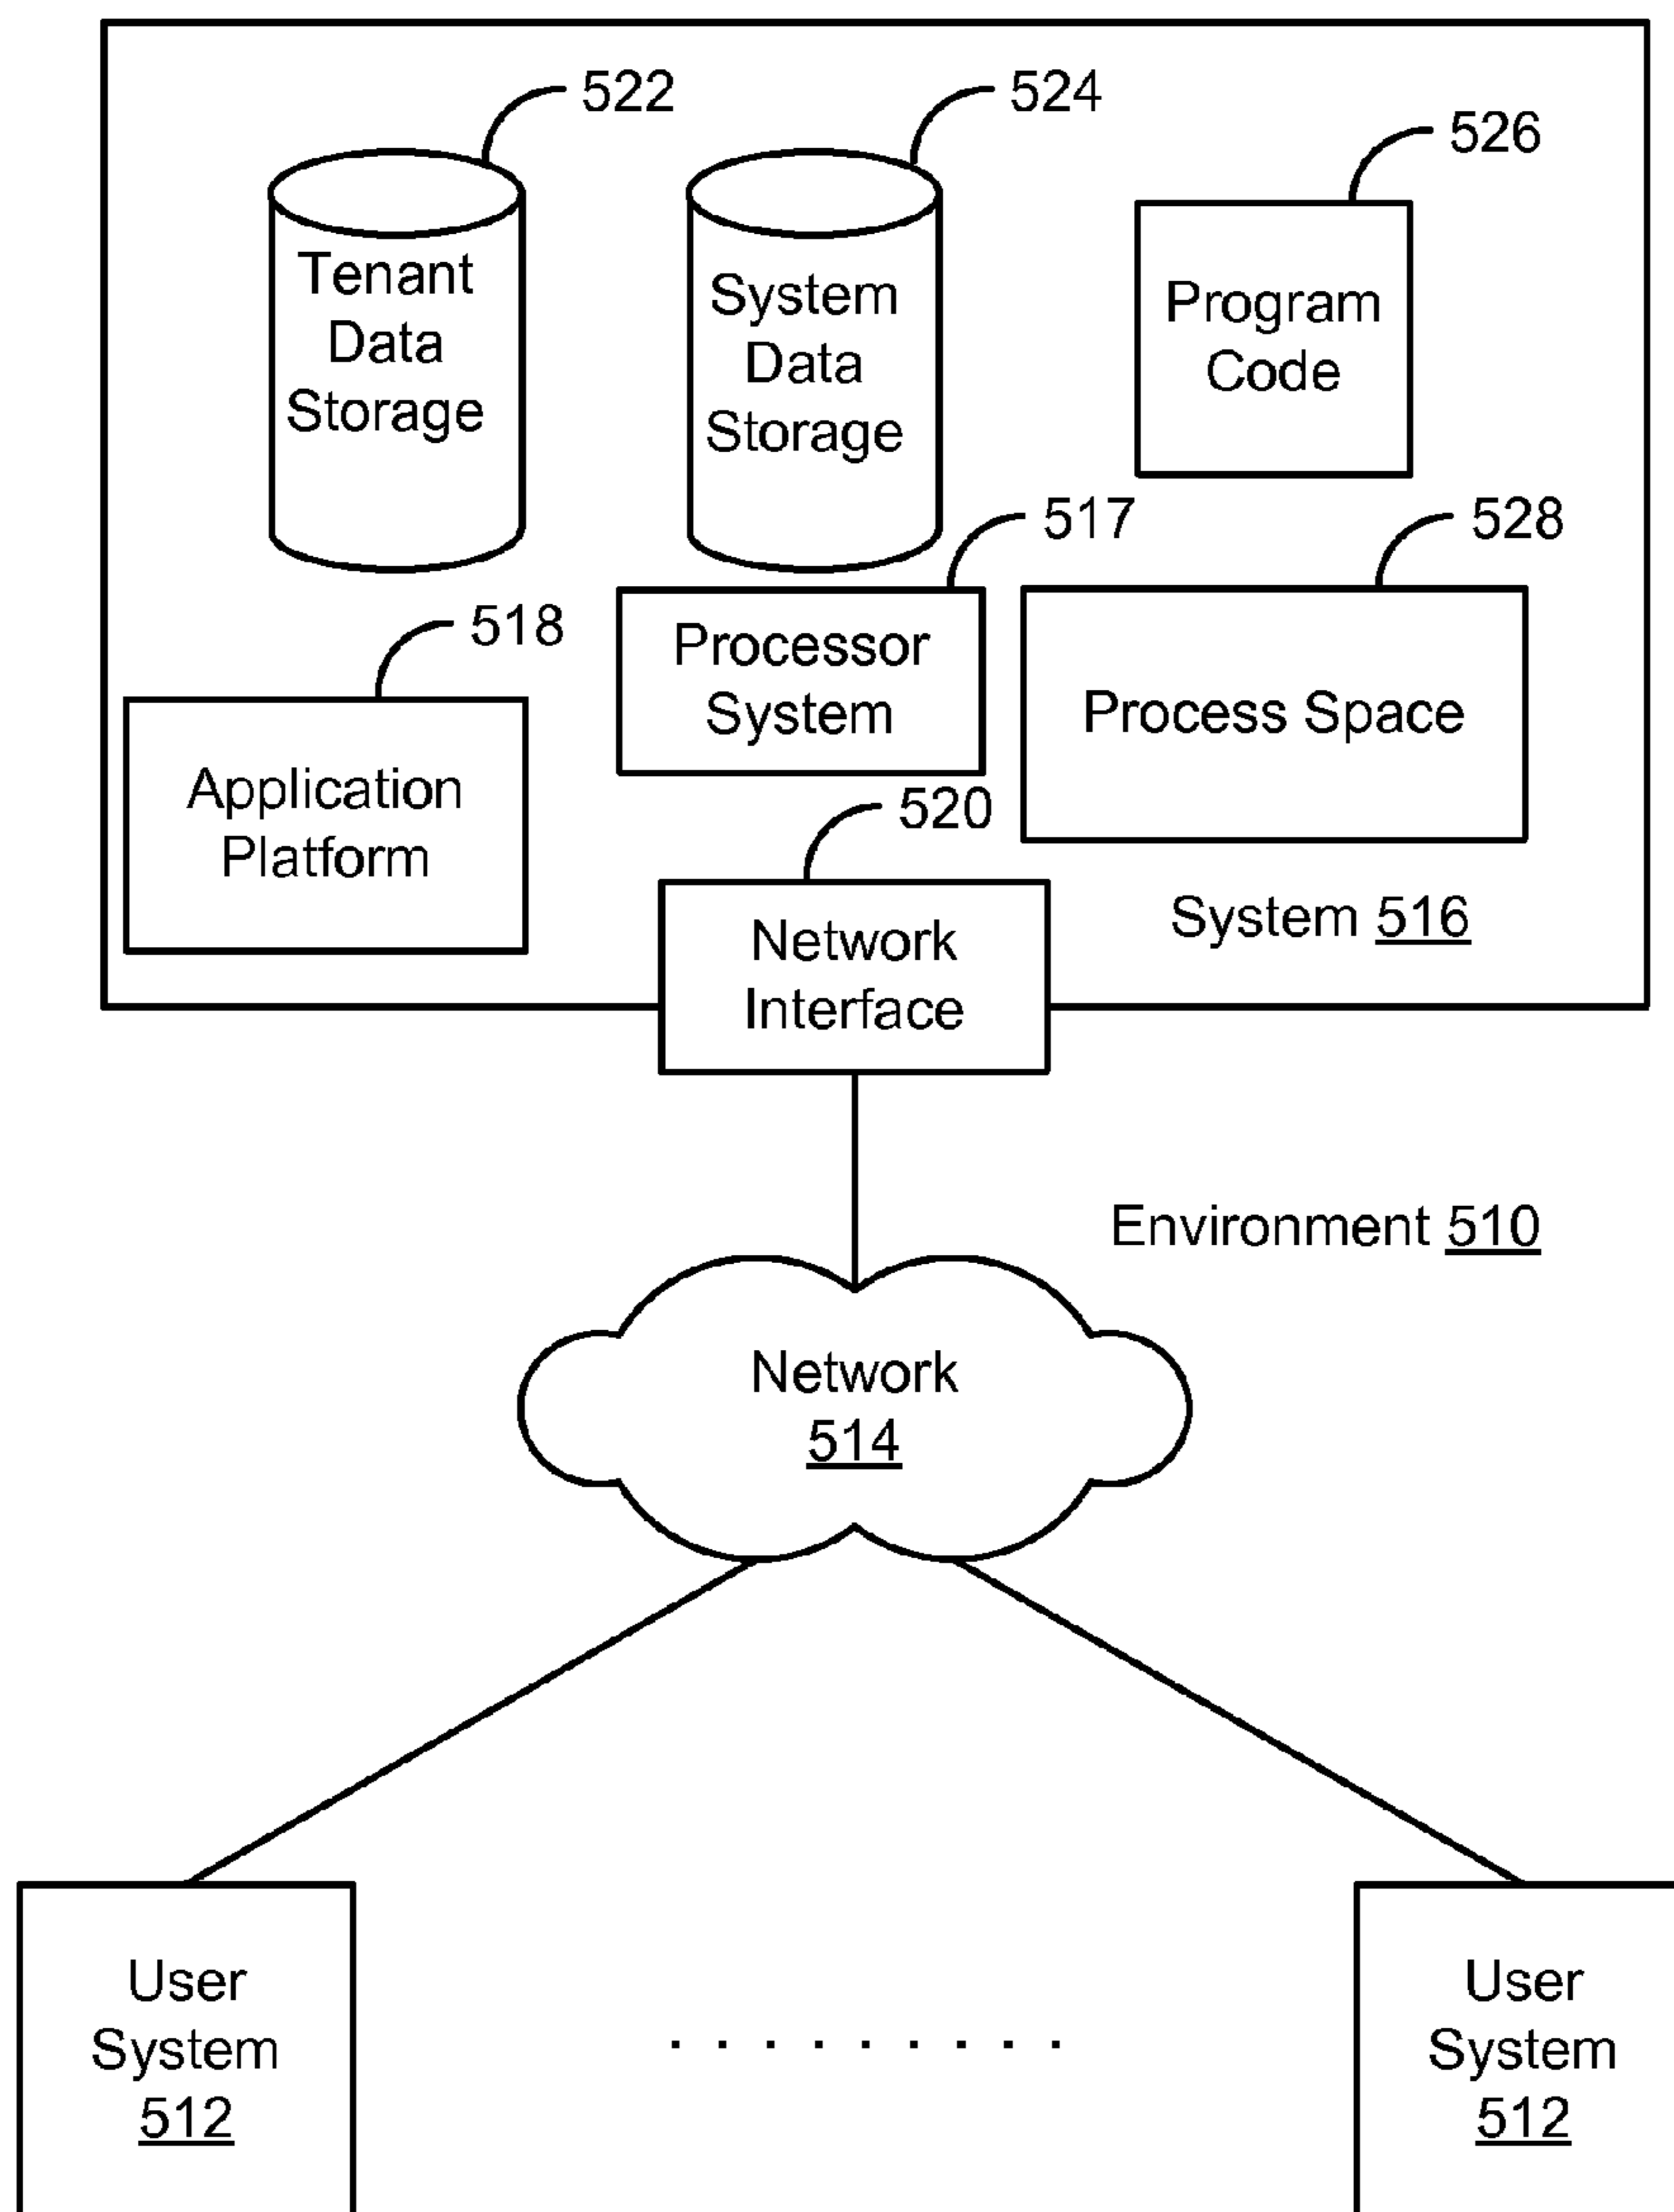 522
524
526
Tenant
Data
Storage
System
Data
Storage
Program
Code
517
528
518
Processor
System
Process Space
Application
Platform
520
Network
Interface
System 516
Environment 510
Network
514
User
System
512
. . . . . . . . .
User
System
512